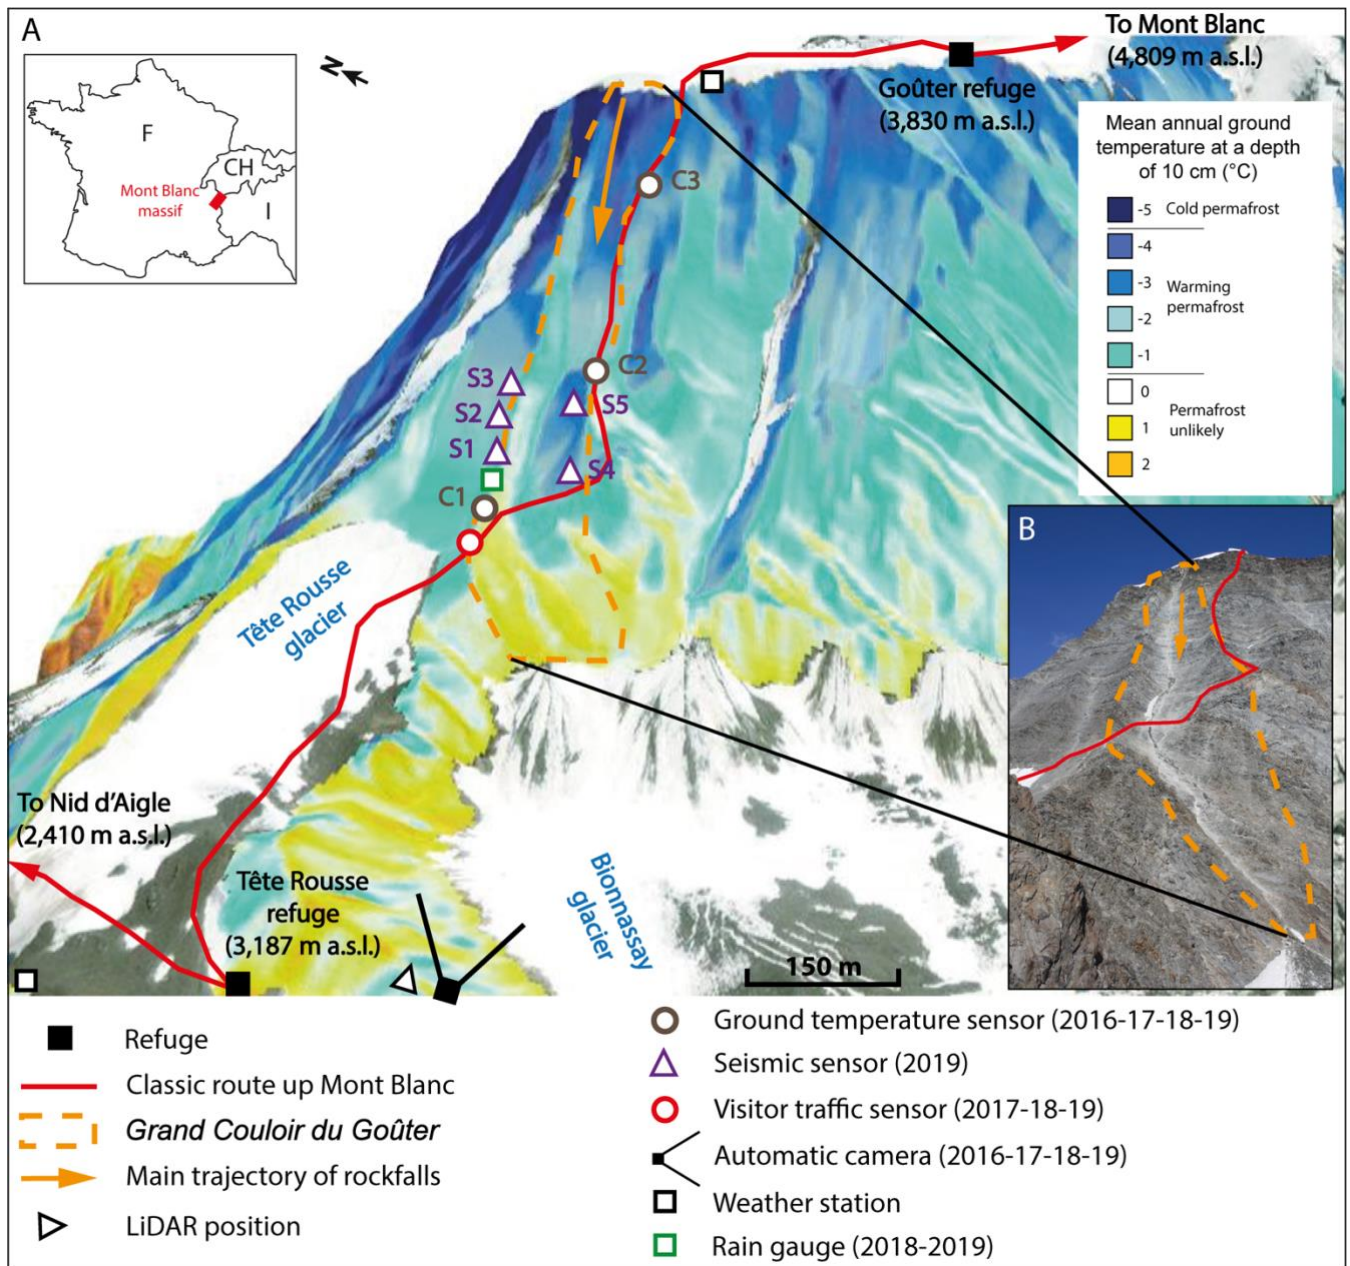 A
N
F
CH
I
Mont Blanc
massif
To Mont Blanc
(4,809 m a.s.l.)
Goûter refuge
(3,830 m a.s.l.)
Mean annual ground
temperature at a depth
of 10 cm (°C)
-5 Cold permafrost
-4
-3
Warming
permafrost
-2
-1
0
Permafrost
unlikely
1
2
C3
C2
S3
S2
S5
S1
S4
C1
B
Tête Rousse
glacier
To Nid d'Aigle
(2,410 m a.s.l.)
Tête Rousse
refuge
(3,187 m a.s.l.)
Bionnassay
glacier
150 m
Refuge
Classic route up Mont Blanc
Grand Couloir du Goûter
Main trajectory of rockfalls
LiDAR position
Ground temperature sensor (2016-17-18-19)
Seismic sensor (2019)
Visitor traffic sensor (2017-18-19)
Automatic camera (2016-17-18-19)
Weather station
Rain gauge (2018-2019)